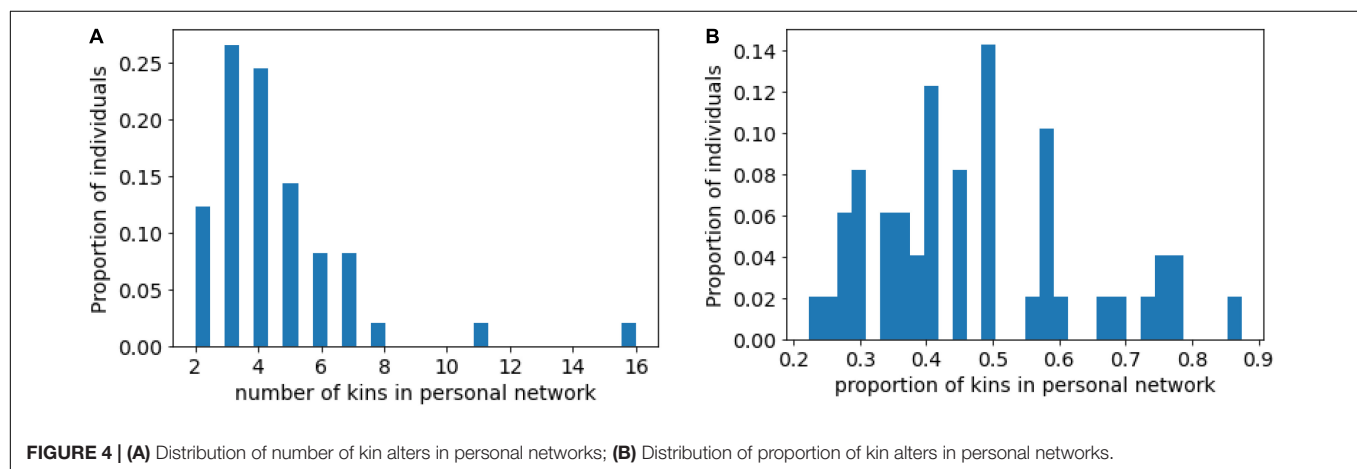 A
0.25
0.20
0.15
0.10
0.05
0.00
Proportion of individuals
2 4 6 8 10 12 14 16
number of kins in personal network
B
0.14
0.12
0.10
0.08
0.06
0.04
0.02
0.00
Proportion of individuals
0.2 0.3 0.4 0.5 0.6 0.7 0.8 0.9
proportion of kins in personal network
FIGURE 4 | (A) Distribution of number of kin alters in personal networks; (B) Distribution of proportion of kin alters in personal networks.